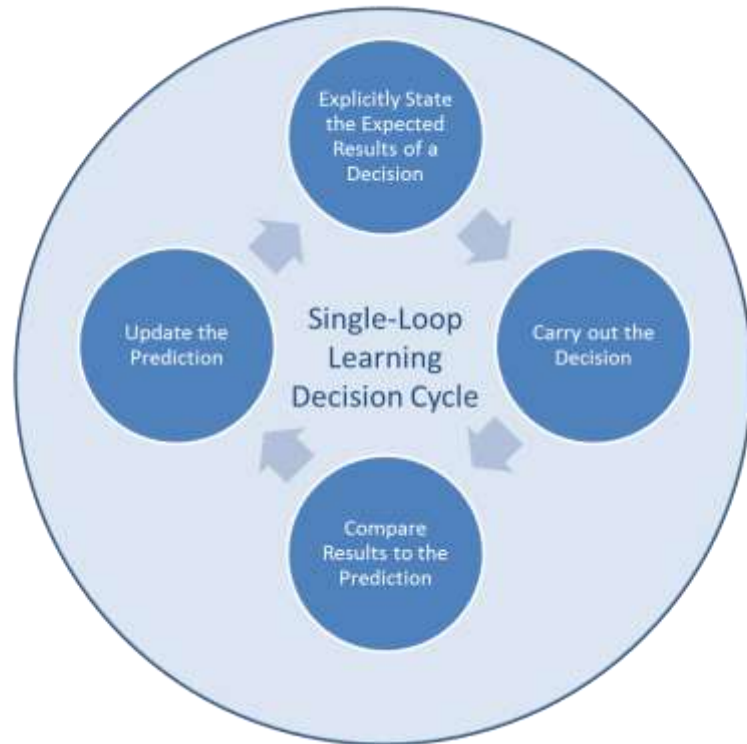 Explicitly State
the Expected
Results of a
Decision
Update the
Prediction
Single-Loop
Learning
Decision Cycle
Carry out the
Decision
Compare
Results to the
Prediction